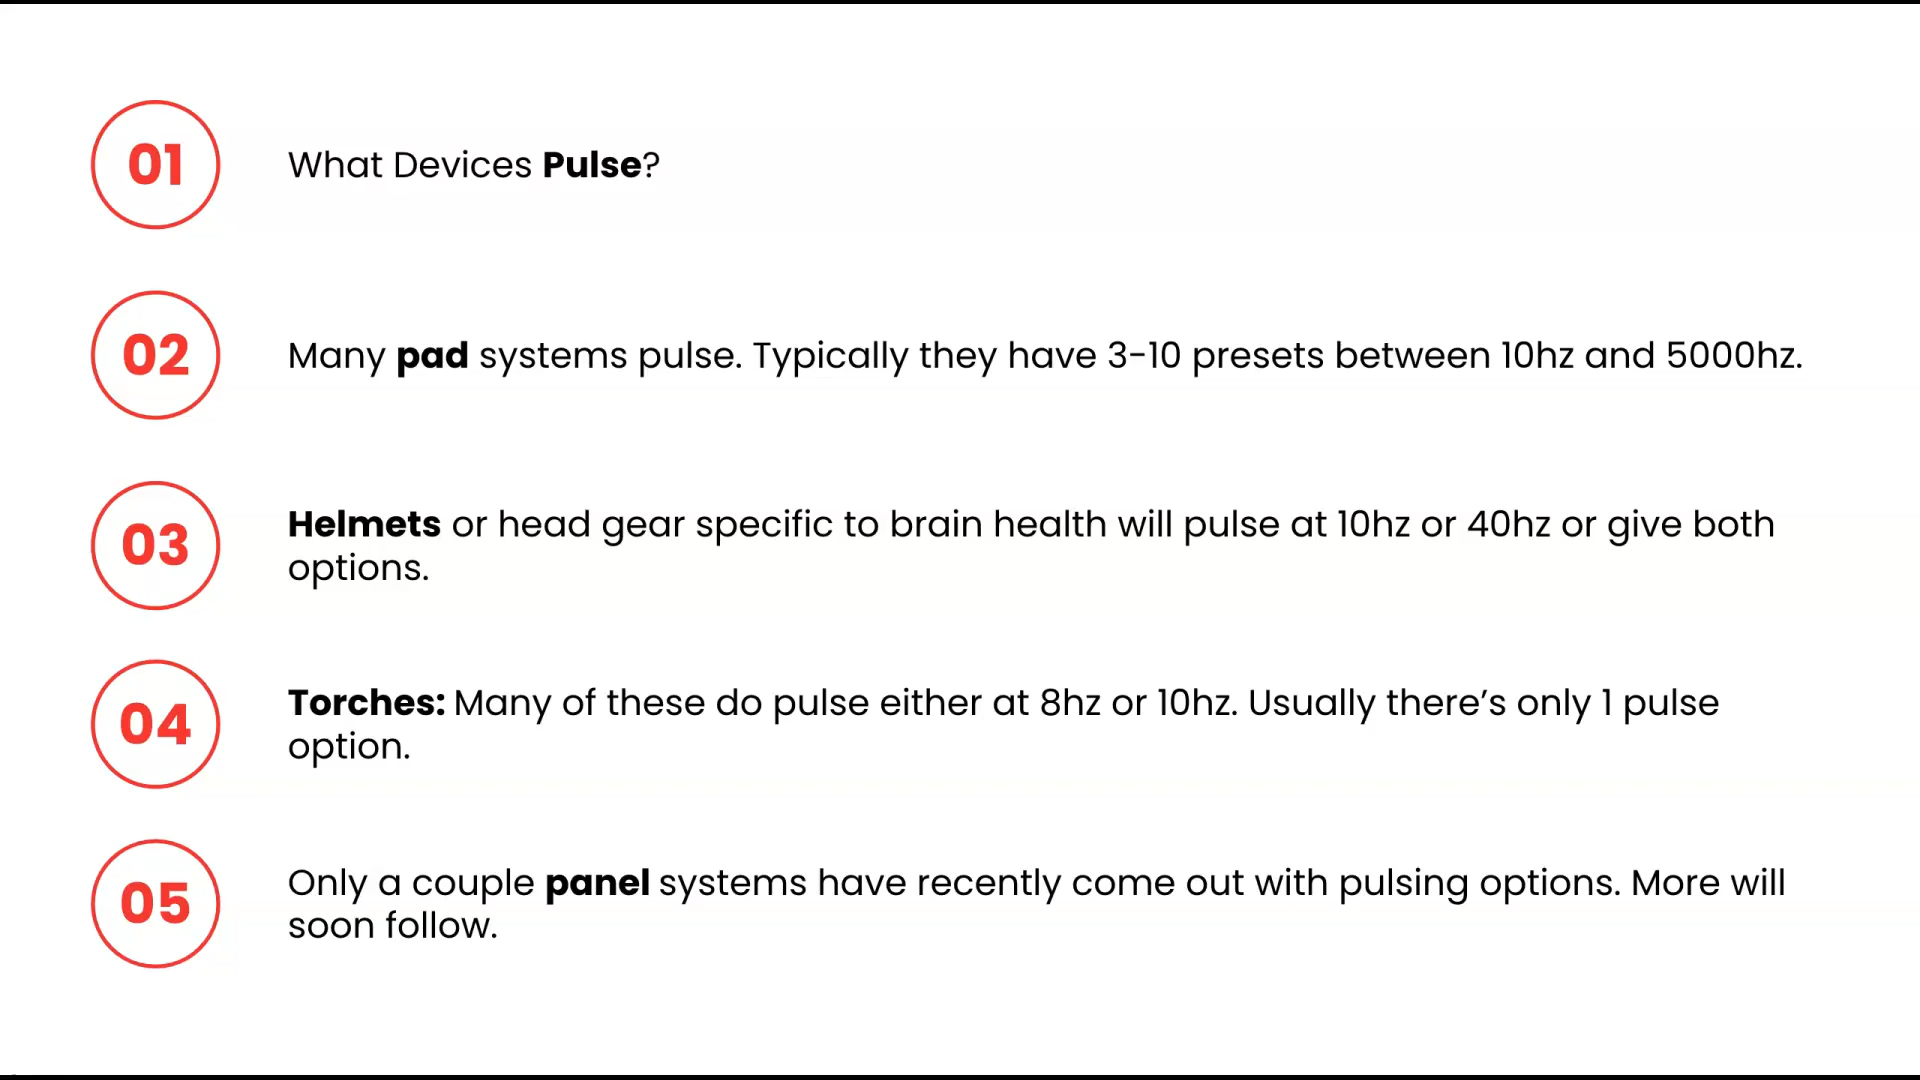 01
What Devices Pulse?
02
Many pad systems pulse. Typically they have 3-10 presets between 10hz and 5000hz.
03
Helmets or head gear specific to brain health will pulse at 10hz or 40hz or give both
options.
04
Torches: Many of these do pulse either at 8hz or 10hz. Usually there’s only 1 pulse
option.
05
Only a couple panel systems have recently come out with pulsing options. More will
soon follow.